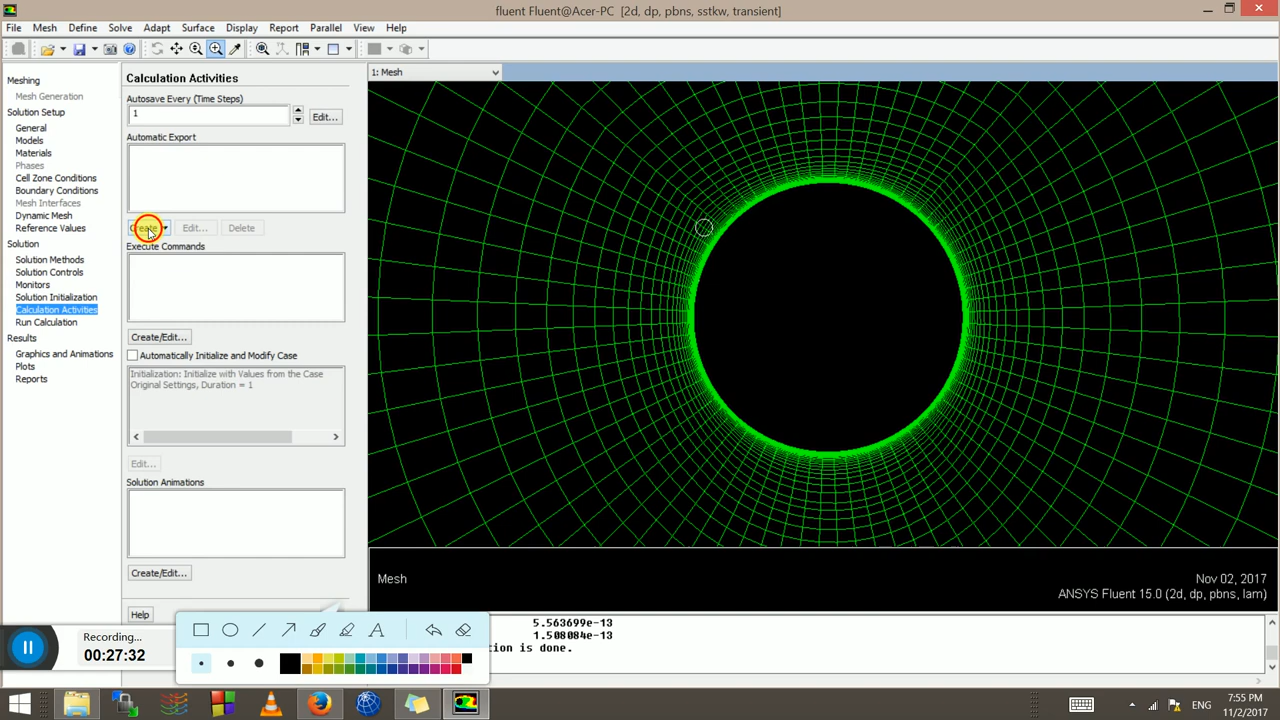 fluent Fluent@Acer-PC [2d, dp, pbns, sstkw, transient]
File Mesh Define Solve Adapt Surface Display Report Parallel View Help
Meshing
Mesh Generation
Solution Setup
General
Models
Materials
Phases
Cell Zone Conditions
Boundary Conditions
Mesh Interfaces
Dynamic Mesh
Reference Values
Solution
Solution Methods
Solution Controls
Monitors
Solution Initialization
Calculation Activities
Run Calculation
Results
Graphics and Animations
Plots
Reports
Calculation Activities
Autosave Every (Time Steps)
1
Edit...
Automatic Export
Create Edit... Delete
Execute Commands
Create/Edit...
Automatically Initialize and Modify Case
Initialization: Initialize with Values from the Case
Original Settings, Duration = 1
Edit...
Solution Animations
Create/Edit...
Help
1: Mesh
Mesh
Nov 02, 2017
ANSYS Fluent 15.0 (2d, dp, pbns, lam)
5.563699e-13
1.508084e-13
is done.
Recording...
00:27:32
A
ENG
7:55 PM
11/2/2017